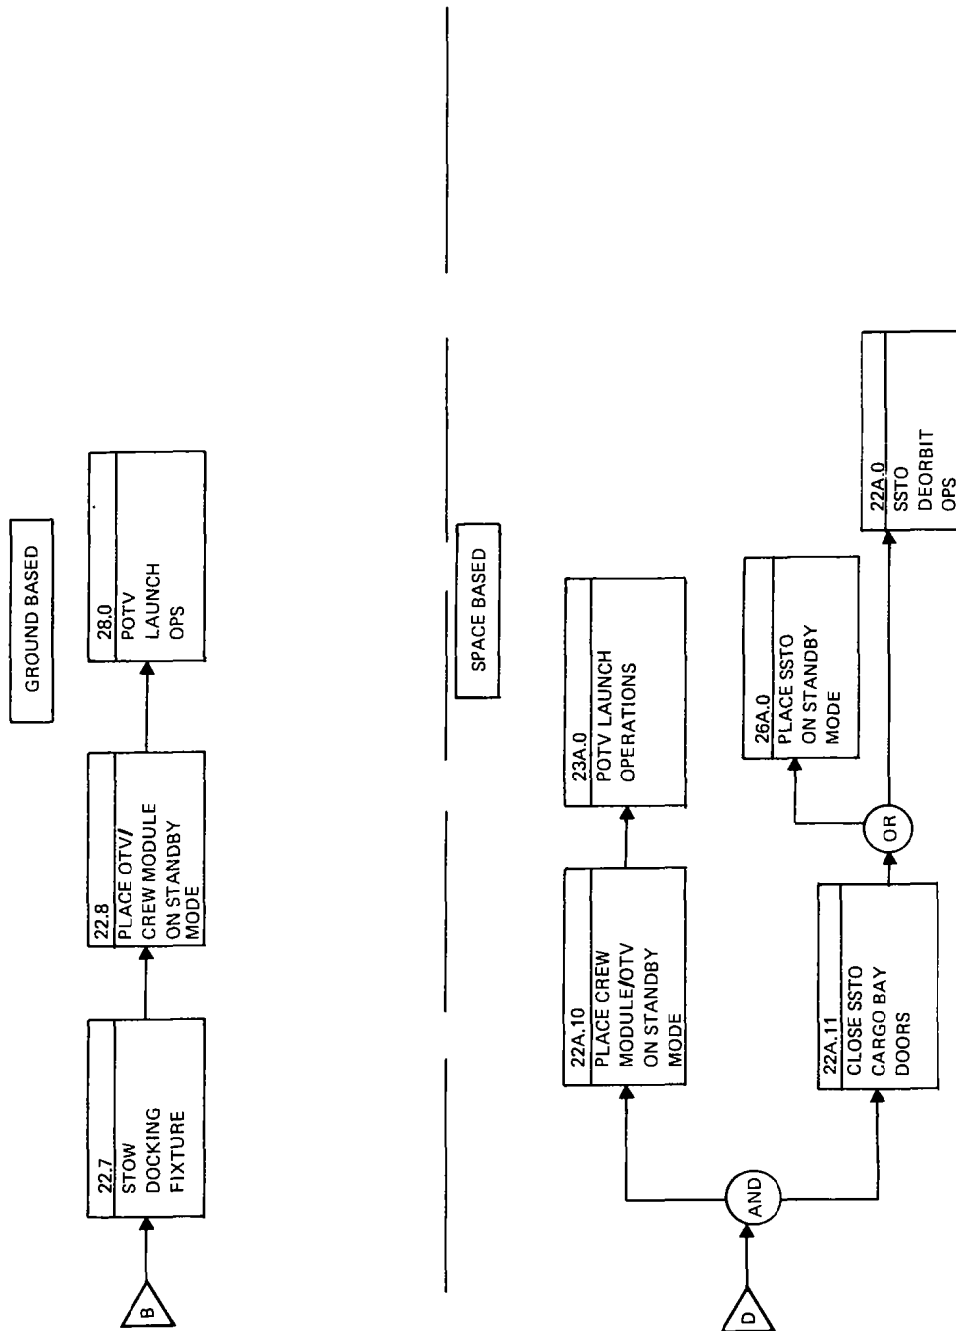 GROUND BASED
B
22.7
STOW
DOCKING
FIXTURE
22.8
PLACE OTV/
CREW MODULE
ON STANDBY
MODE
28.0
POTV
LAUNCH
OPS
SPACE BASED
D
AND
22A.10
PLACE CREW
MODULE/OTV
ON STANDBY
MODE
23A.0
POTV LAUNCH
OPERATIONS
22A.11
CLOSE SSTO
CARGO BAY
DOORS
OR
26A.0
PLACE SSTO
ON STANDBY
MODE
22A.0
SSTO
DEORBIT
OPS